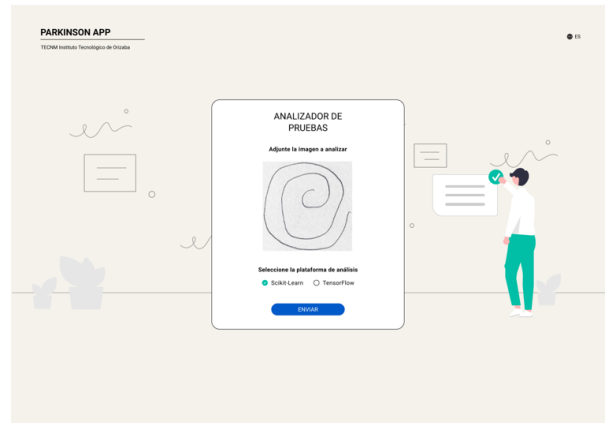 PARKINSON APP
TECNM Instituto Tecnológico de Orizaba
ES
ANALIZADOR DE
PRUEBAS
Adjunte la imagen a analizar
Seleccione la plataforma de análisis
Scikit-Learn
TensorFlow
ENVIAR